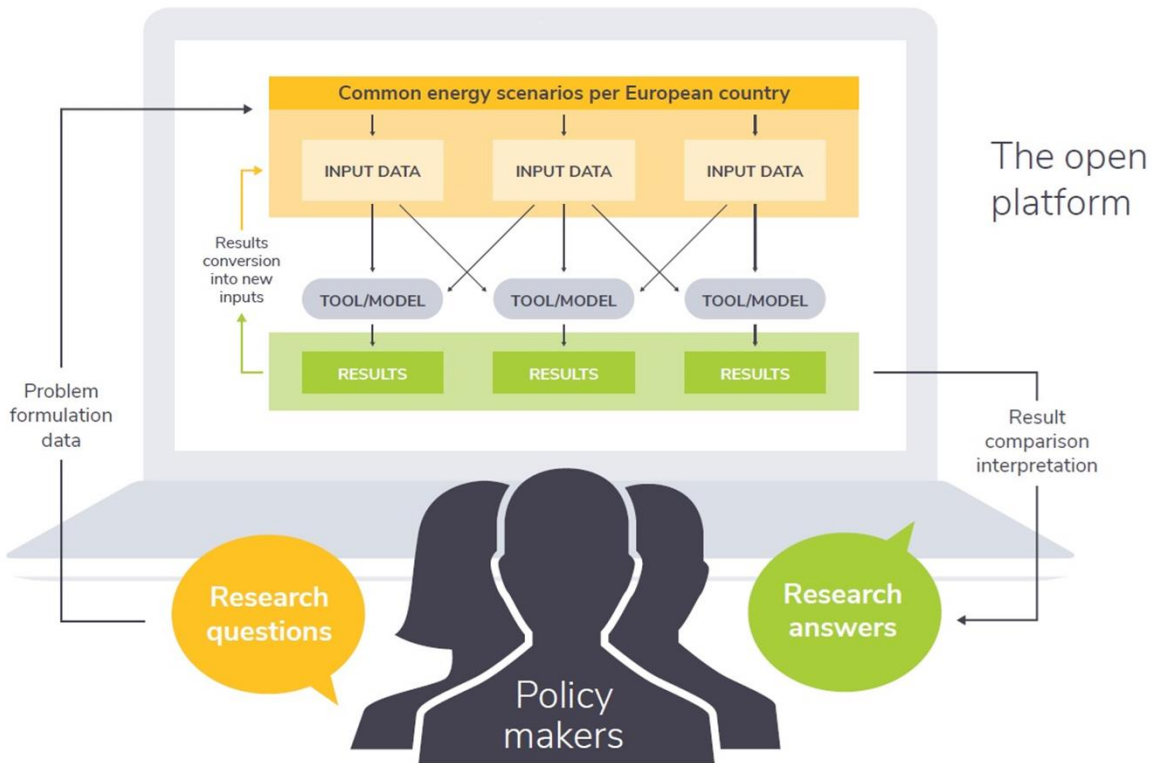 Common energy scenarios per European country
INPUT DATA
INPUT DATA
INPUT DATA
The open
platform
Results
conversion
into new
inputs
TOOL/MODEL
TOOL/MODEL
TOOL/MODEL
RESULTS
RESULTS
RESULTS
Problem
formulation
data
Result
comparison
interpretation
Research
questions
Research
answers
Policy
makers